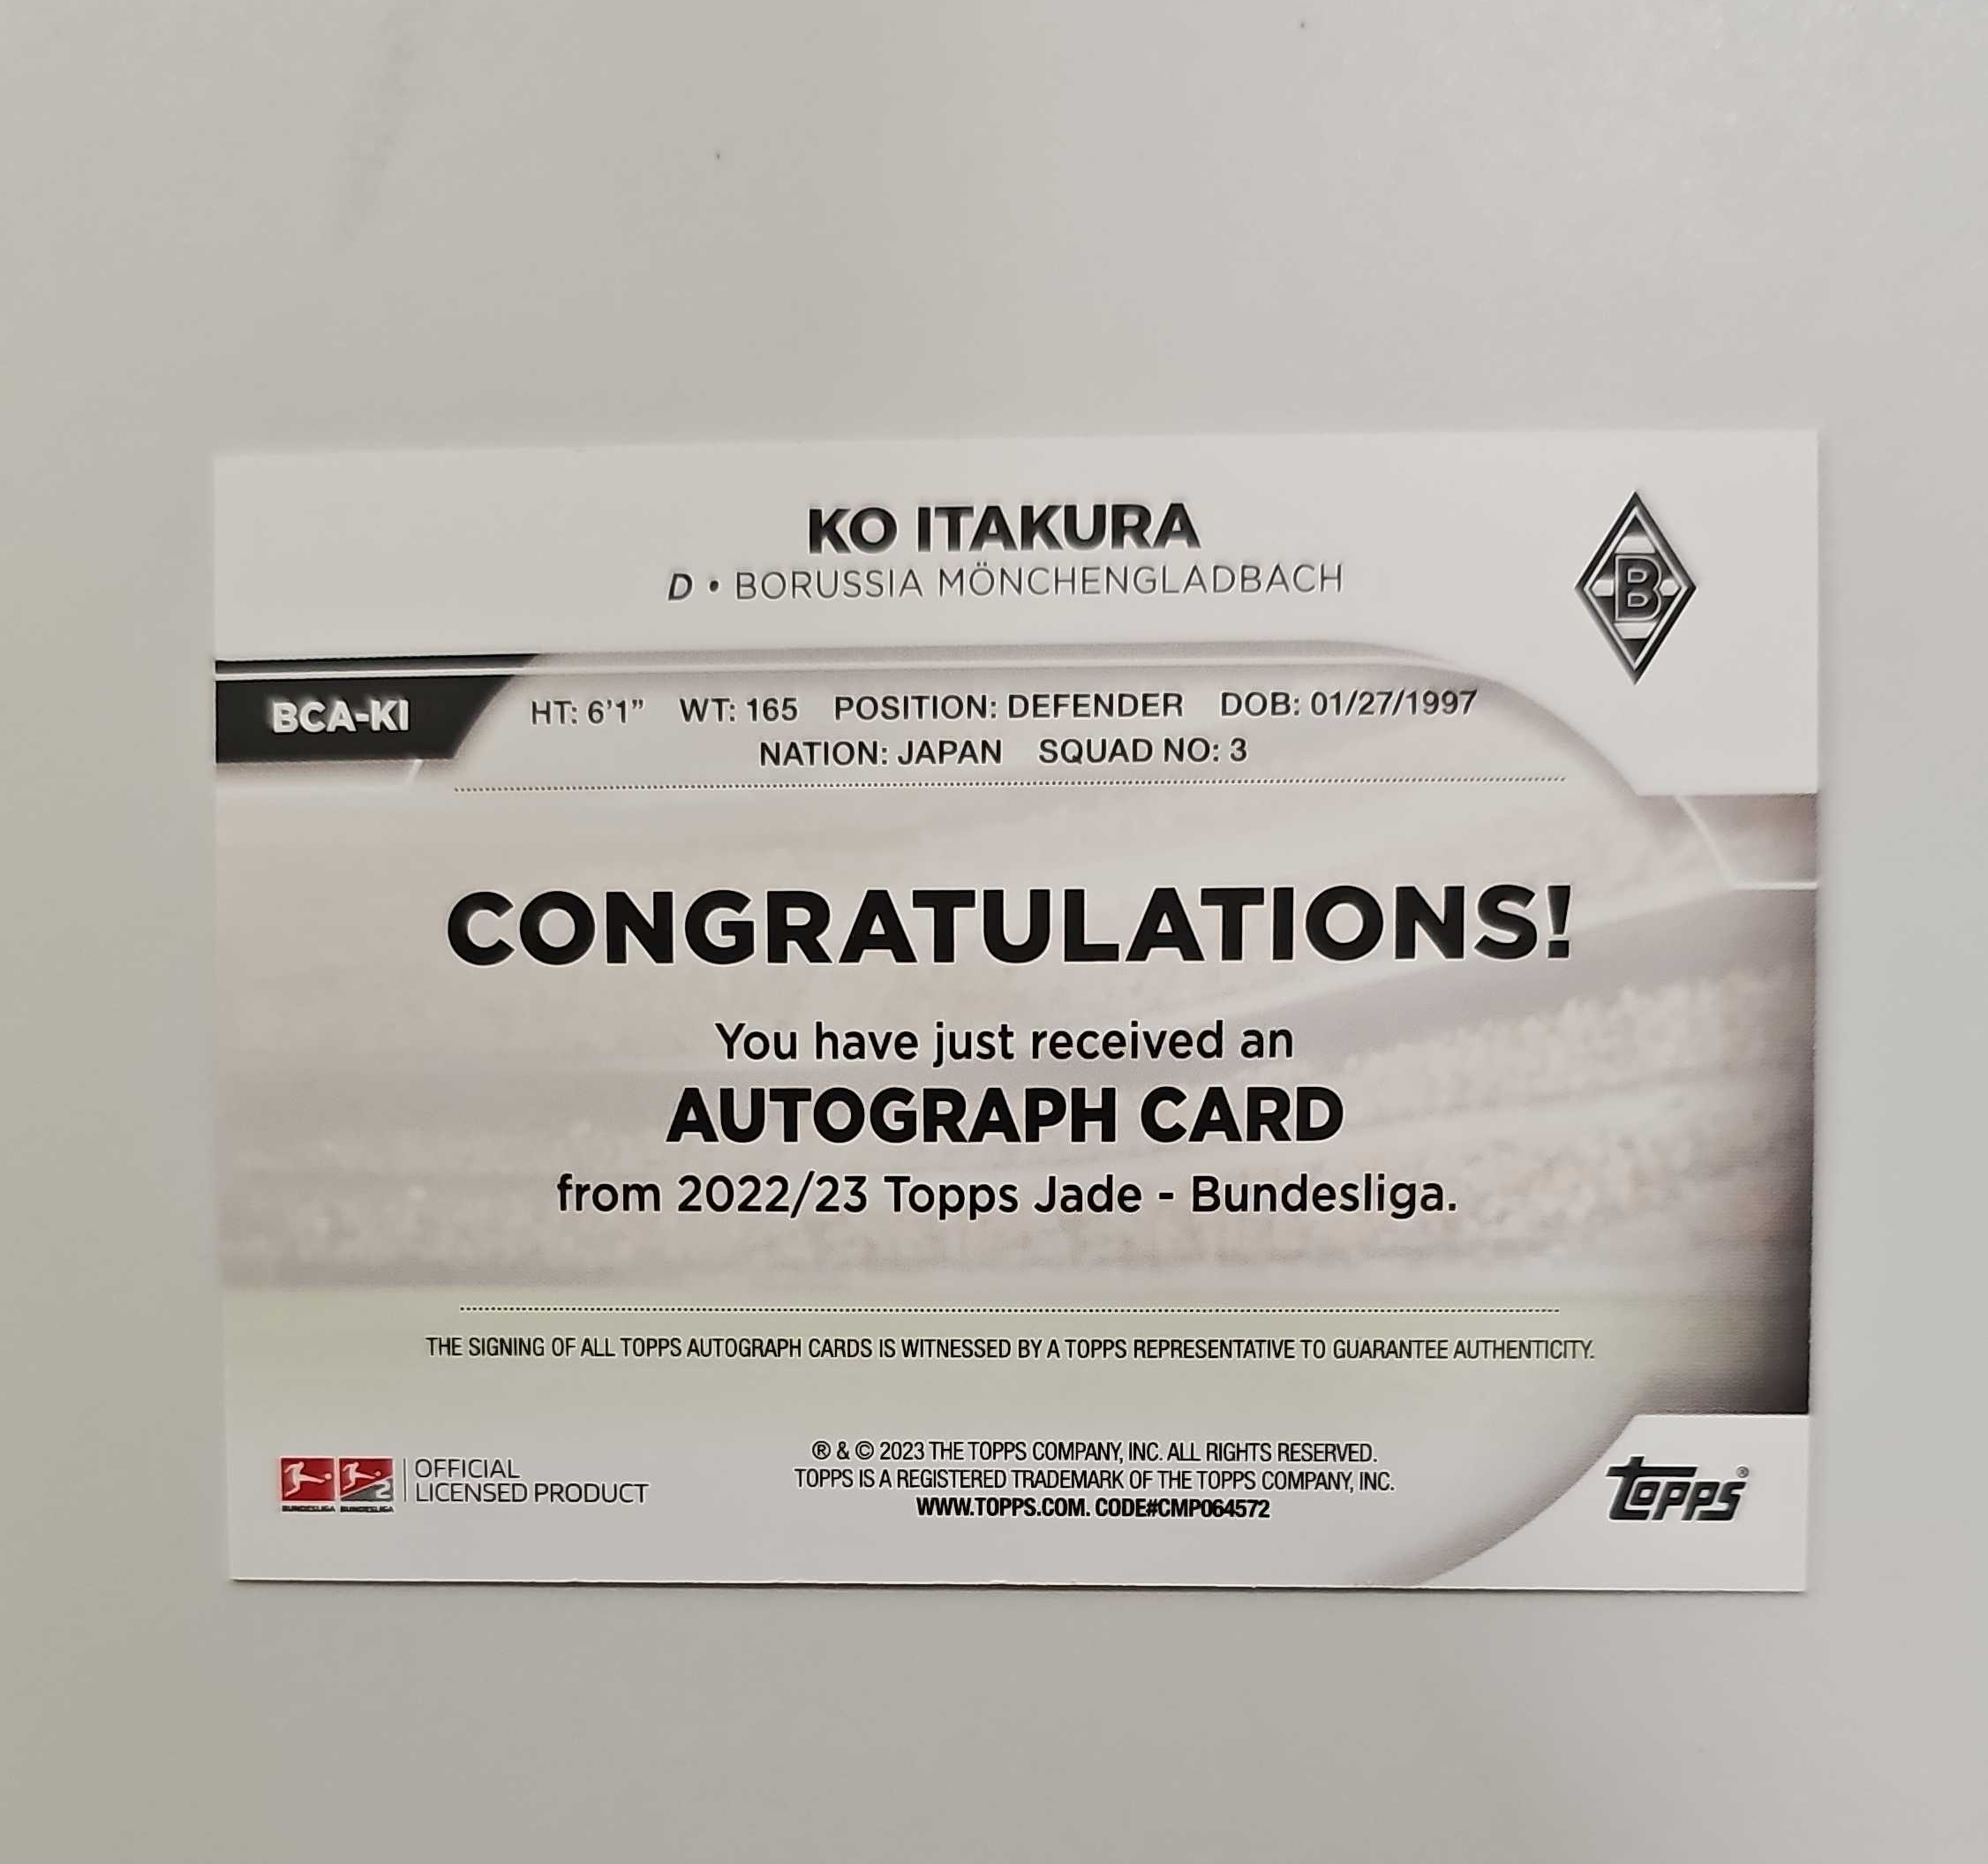 KO ITAKURA
D • BORUSSIA MÖNCHENGLADBACH
B
BCA-KI
HT: 6'1" WT: 165 POSITION: DEFENDER DOB: 01/27/1997
NATION: JAPAN SQUAD NO: 3
CONGRATULATIONS!
You have just received an
AUTOGRAPH CARD
from 2022/23 Topps Jade - Bundesliga.
THE SIGNING OF ALL TOPPS AUTOGRAPH CARDS IS WITNESSED BY A TOPPS REPRESENTATIVE TO GUARANTEE AUTHENTICITY.
2
BUNDESLIGA BUNDESLIGA
OFFICIAL
LICENSED PRODUCT
® & © 2023 THE TOPPS COMPANY, INC. ALL RIGHTS RESERVED.
TOPPS IS A REGISTERED TRADEMARK OF THE TOPPS COMPANY, INC.
WWW.TOPPS.COM. CODE#CMP064572
topps®